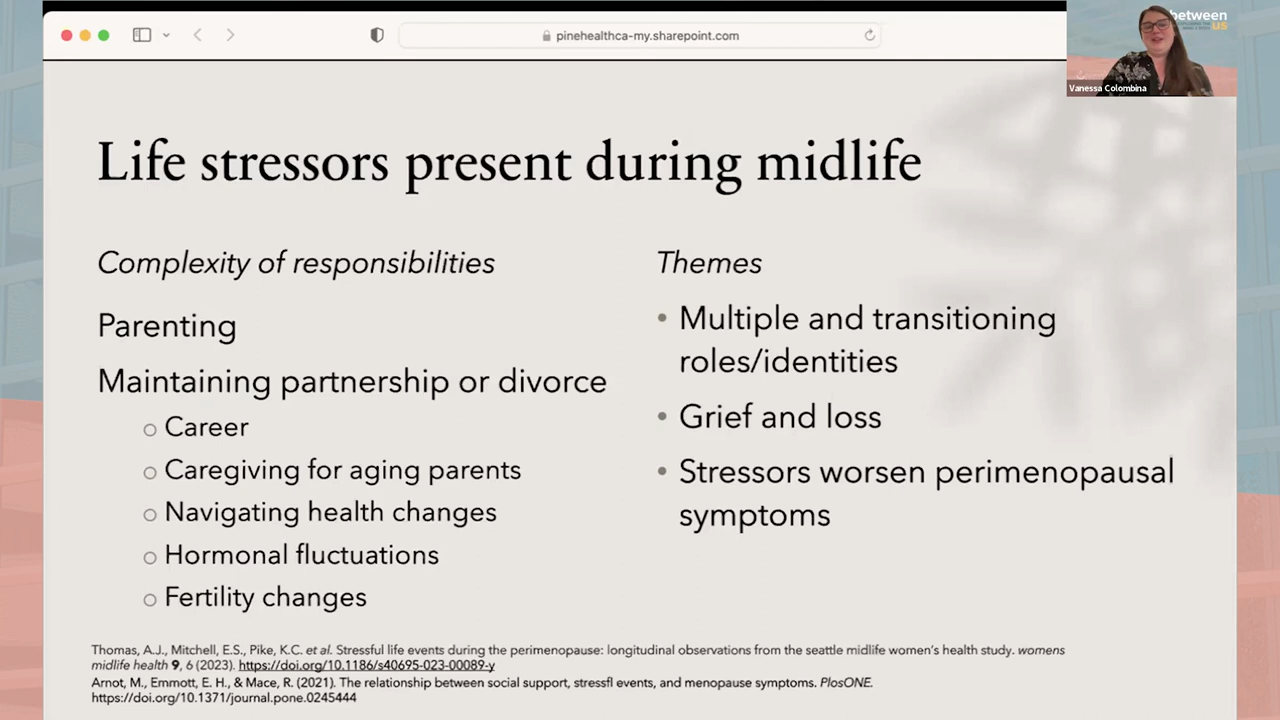 pinehealthca-my.sharepoint.com
between
US
Vanessa Colombina
Life stressors present during midlife
Complexity of responsibilities
Parenting
Maintaining partnership or divorce
Career
Caregiving for aging parents
Navigating health changes
Hormonal fluctuations
Fertility changes
Themes
• Multiple and transitioning
roles/identities
• Grief and loss
• Stressors worsen perimenopausal
symptoms
Thomas, A.J., Mitchell, E.S., Pike, K.C. et al. Stressful life events during the perimenopause: longitudinal observations from the seattle midlife women's health study. womens
midlife health 9, 6 (2023). https://doi.org/10.1186/s40695-023-00089-y
Arnot, M., Emmott, E. H., & Mace, R. (2021). The relationship between social support, stressfl events, and menopause symptoms. PlosONE.
https://doi.org/10.1371/journal.pone.0245444